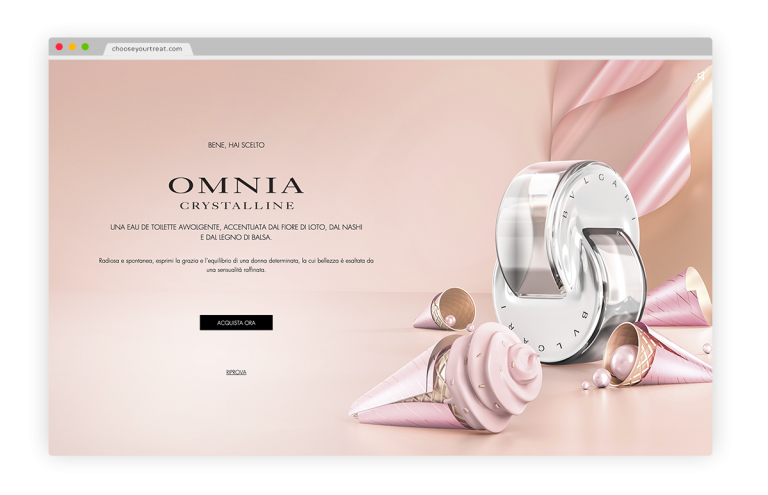 chooseyourtreat.com
BENE, HAI SCELTO
OMNIA
CRYSTALLINE
UNA EAU DE TOILETTE AVVOLGENTE, ACCENTUATA DAL FIORE DI LOTO, DAL NASHI
E DAL LEGNO DI BALSA.
Radiosa e spontanea, esprimi la grazia e l'equilibrio di una donna determinata, la cui bellezza è esaltata da
una sensualità raffinata.
ACQUISTA ORA
RIPROVA
BVLGARI
BVLGARI